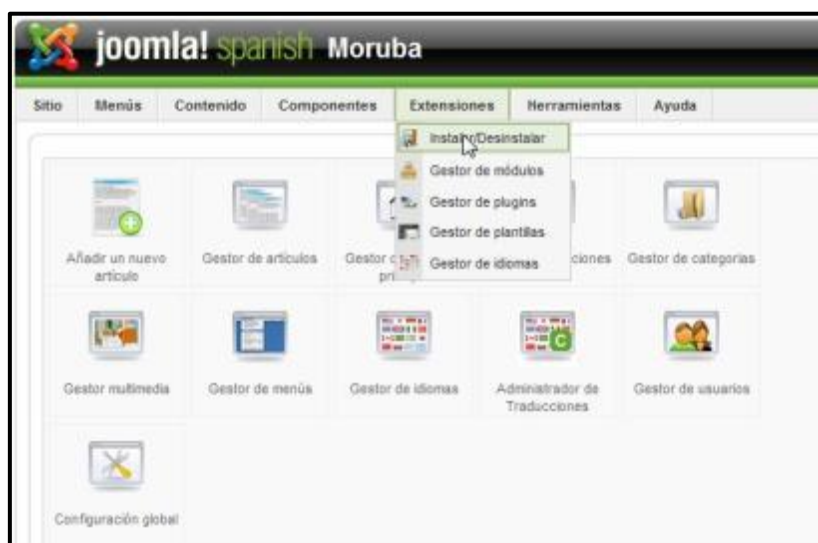 joomla! spanish Moruba
Sitio Menús Contenido Componentes Extensiones Herramientas Ayuda
Instalar/Desinstalar
Gestor de módulos
Gestor de plugins
Gestor de plantillas
Gestor de idiomas
Añadir un nuevo
artículo
Gestor de artículos
Gestor
ciones
Gestor de categorías
Gestor multimedia
Gestor de menús
Gestor de idiomas
Administrador de
Traducciones
Gestor de usuarios
Configuración global